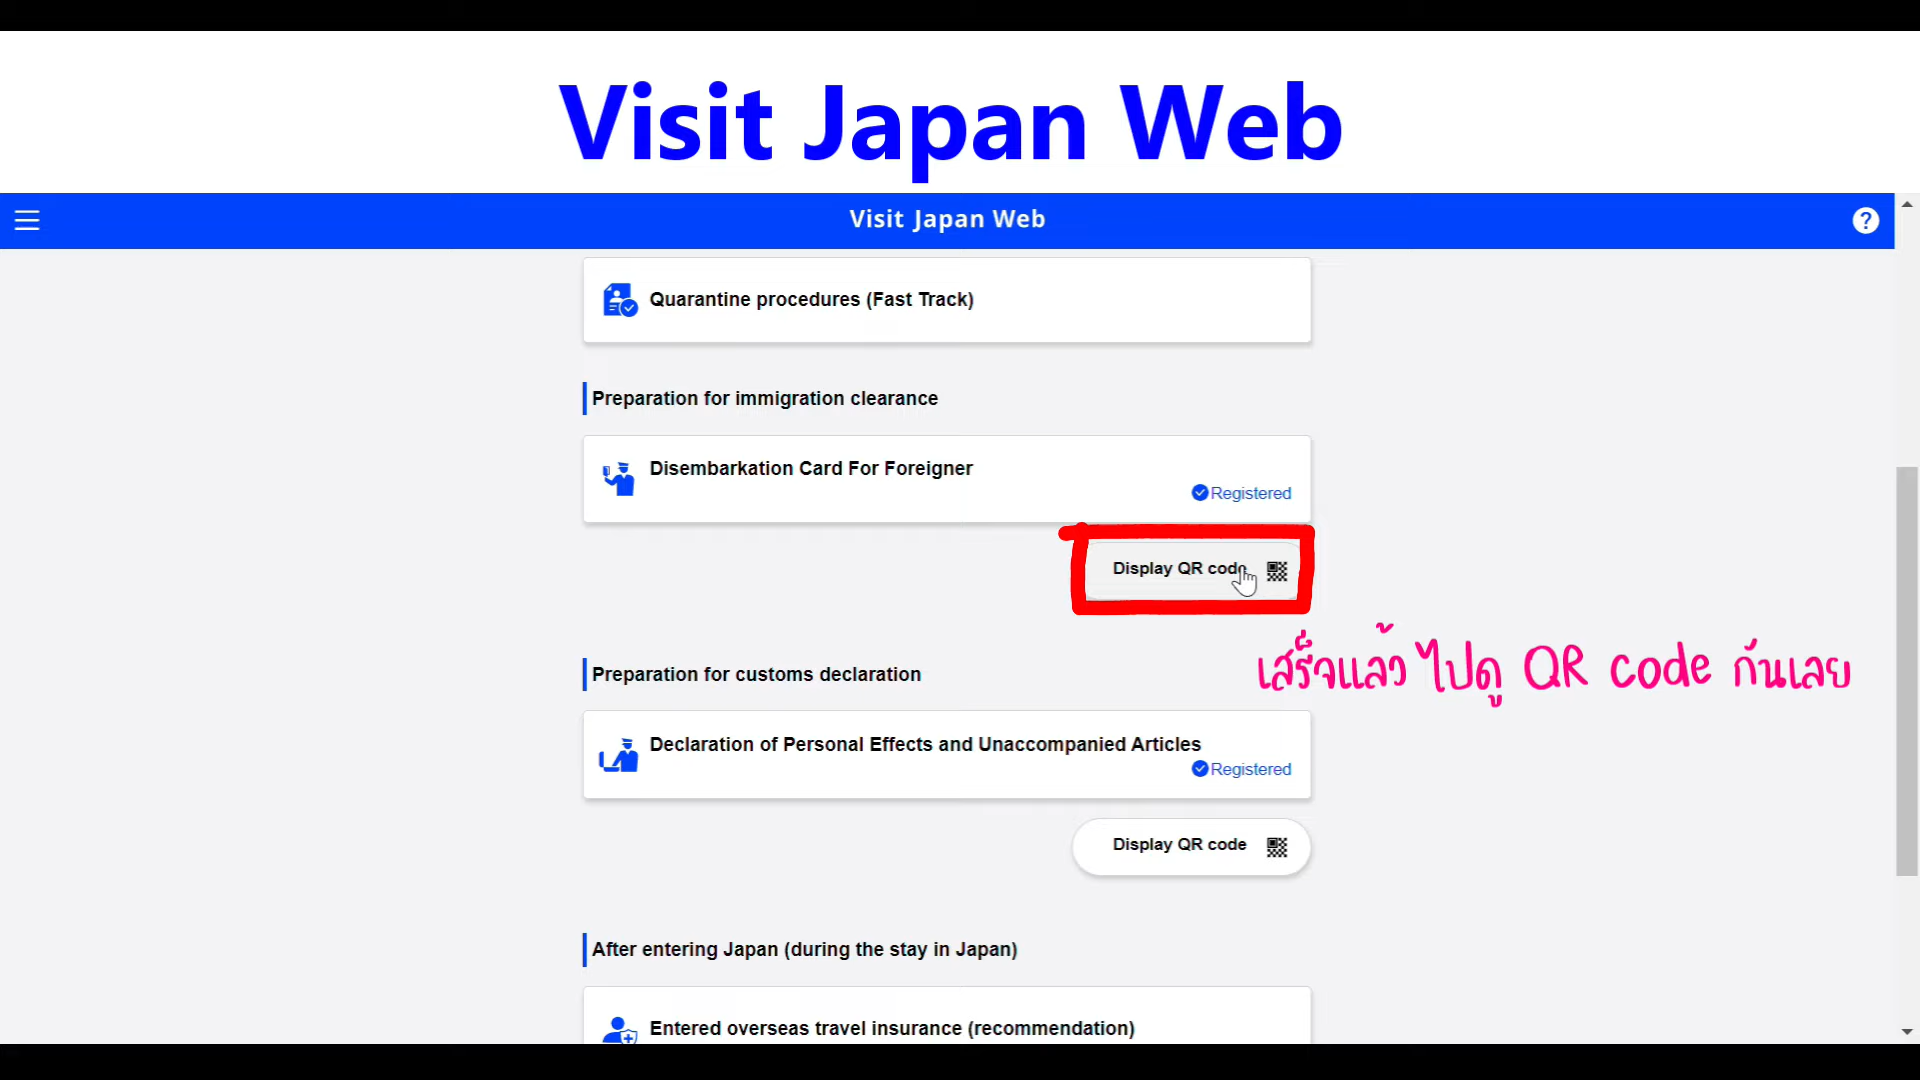 Visit Japan Web
Visit Japan Web
?
Quarantine procedures (Fast Track)
Preparation for immigration clearance
Disembarkation Card For Foreigner
Registered
Display QR code
เสร็จแล้ว ไปดู QR code กันเลย
Preparation for customs declaration
Declaration of Personal Effects and Unaccompanied Articles
Registered
Display QR code
After entering Japan (during the stay in Japan)
Entered overseas travel insurance (recommendation)